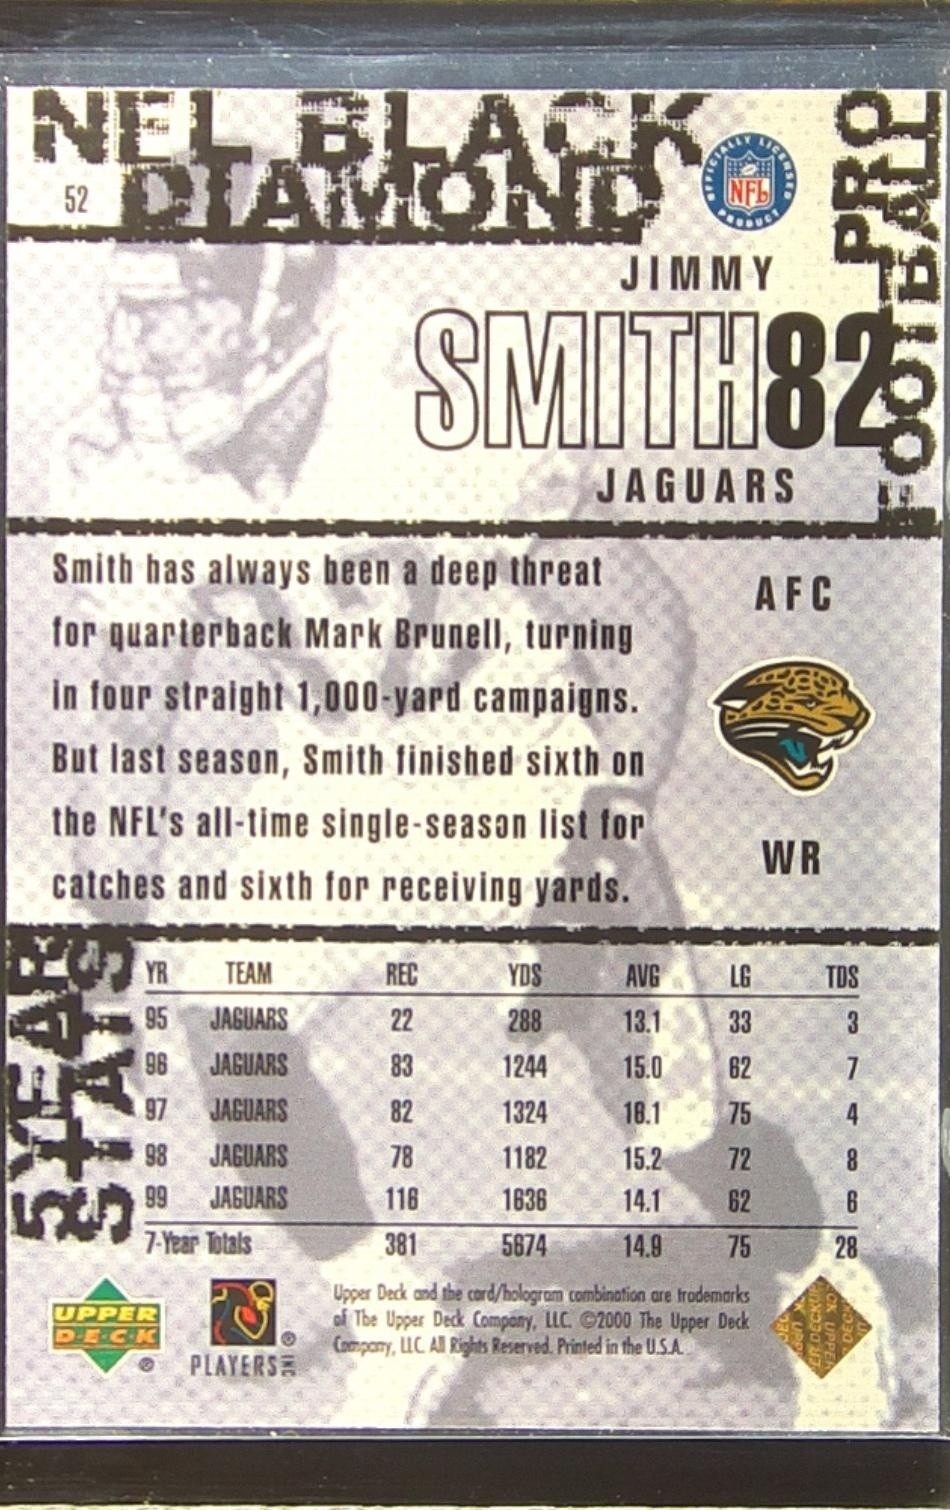 NFL BLACK
DIAMOND
52
OFFICIALLY LICENSED
NFL
PRODUCT
PRO
FOOTBALL
JIMMY
SMITH 82
JAGUARS
Smith has always been a deep threat
for quarterback Mark Brunell, turning
in four straight 1,000-yard campaigns.
But last season, Smith finished sixth on
the NFL's all-time single-season list for
catches and sixth for receiving yards.
AFC
WR
5 YEAR
STATS
YR TEAM REC YDS AVG LG TDS
95 JAGUARS 22 288 13.1 33 3
96 JAGUARS 83 1244 15.0 62 7
97 JAGUARS 82 1324 16.1 75 4
98 JAGUARS 78 1182 15.2 72 8
99 JAGUARS 116 1636 14.1 62 6
7-Year Totals 381 5674 14.9 75 28
UPPER
DECK
®
®
PLAYERS INC
Upper Deck and the card/hologram combination are trademarks
of The Upper Deck Company, LLC. ©2000 The Upper Deck
Company, LLC. All Rights Reserved. Printed in the U.S.A.